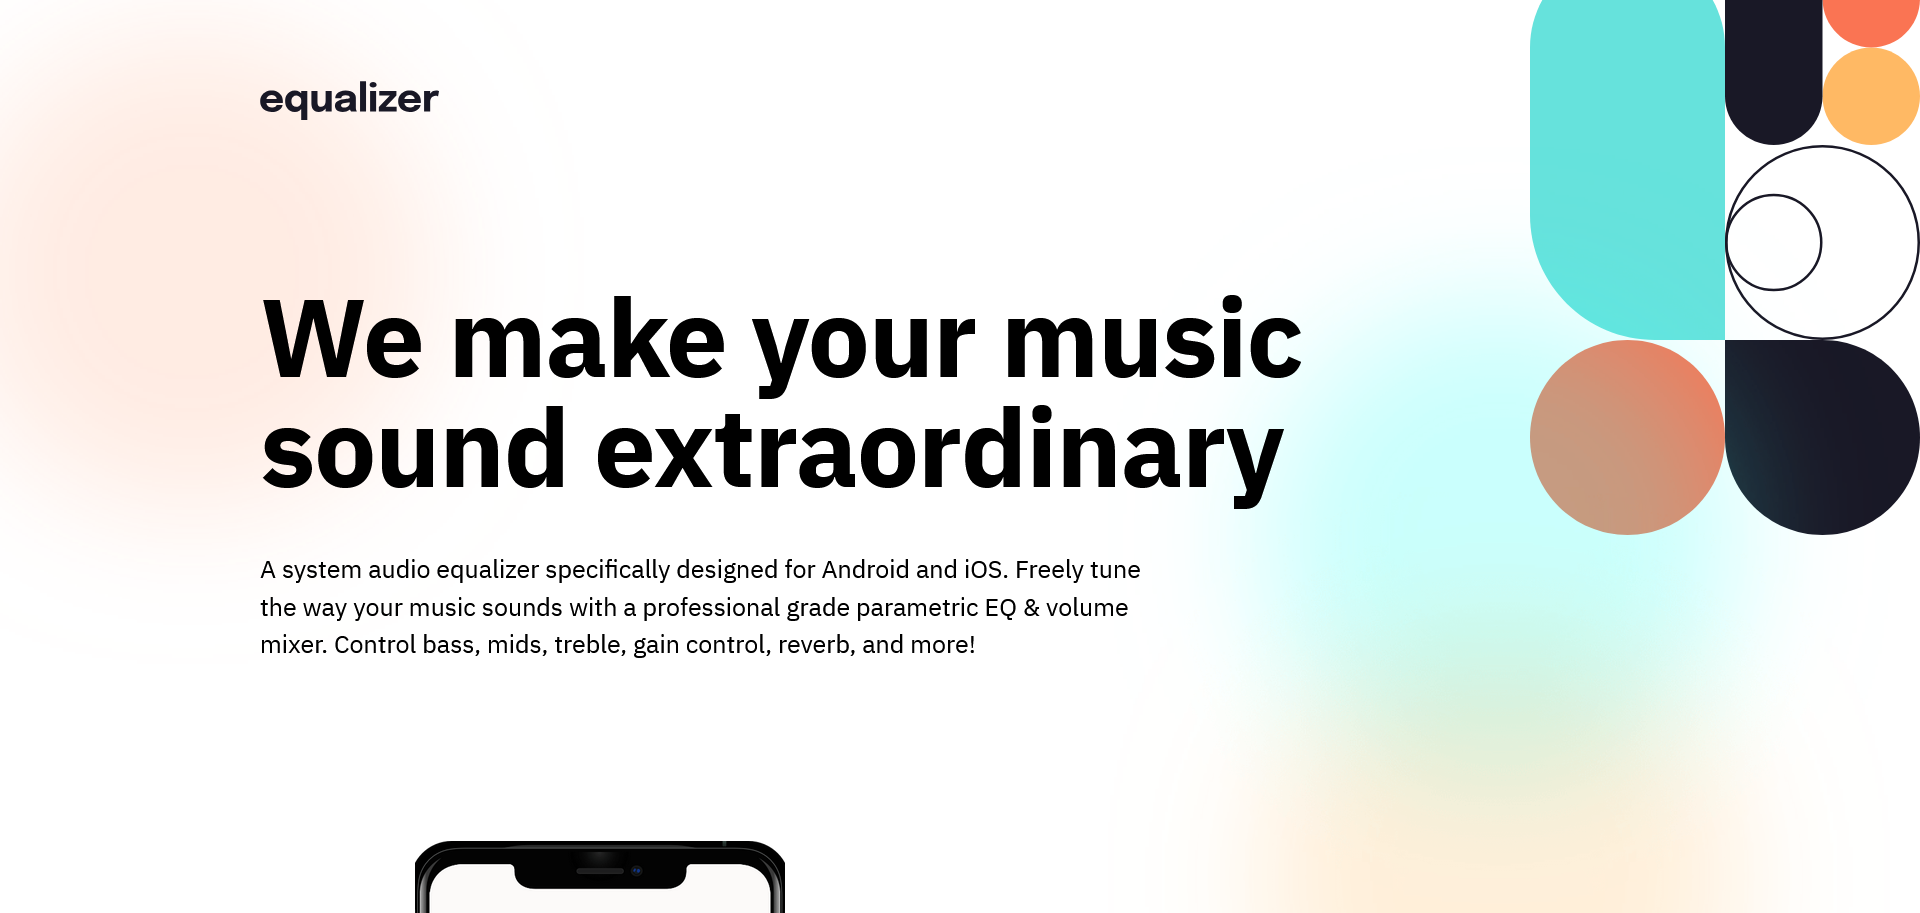 equalizer
We make your music
sound extraordinary
A system audio equalizer specifically designed for Android and iOS. Freely tune
the way your music sounds with a professional grade parametric EQ & volume
mixer. Control bass, mids, treble, gain control, reverb, and more!